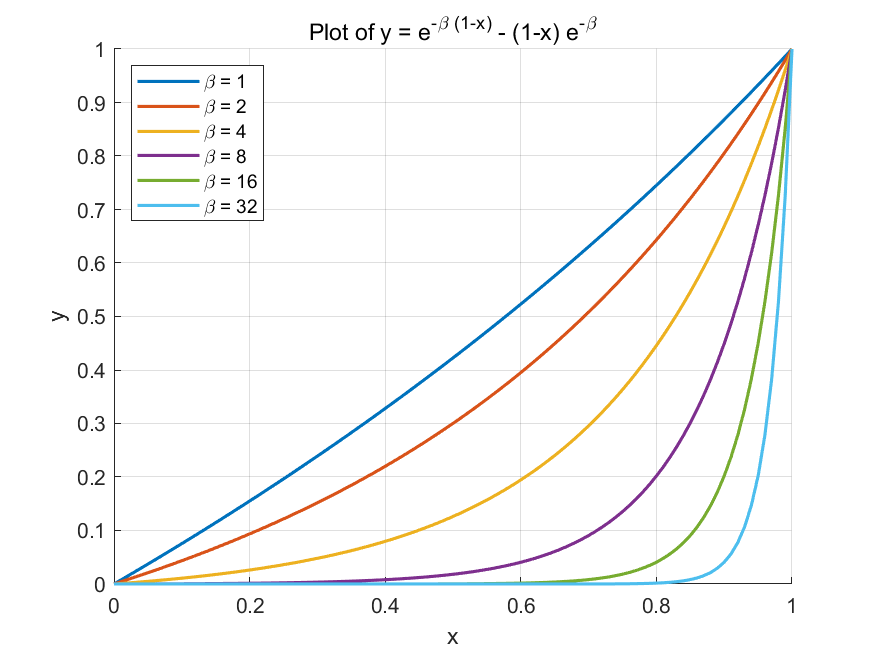 Plot of y = e^-β (1-x) - (1-x) e^-β
1
0.9
0.8
0.7
0.6
0.5
0.4
0.3
0.2
0.1
0
y
β = 1
β = 2
β = 4
β = 8
β = 16
β = 32
0 0.2 0.4 0.6 0.8 1
x